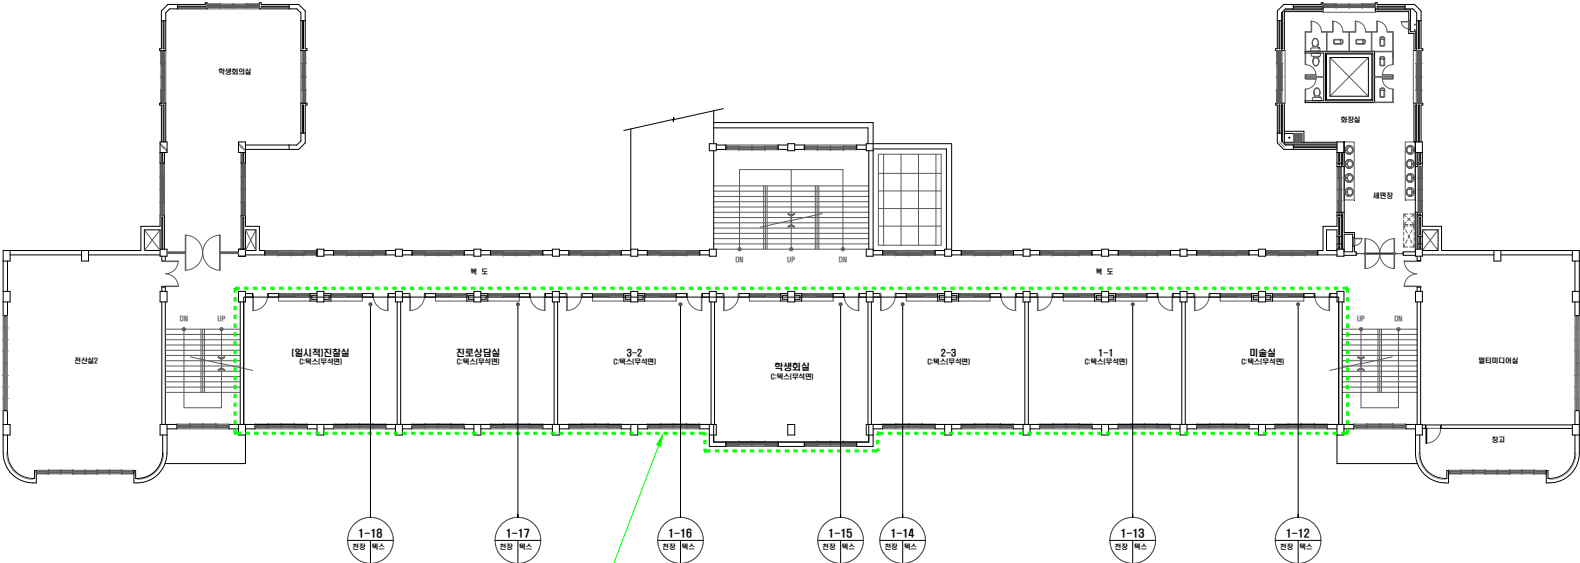 학생회의실
화장실
세면장
DN UP DN
복 도
복 도
DN UP
UP DN
전산실2
(일시적)진찰실
C:텍스(무석면)
진로상담실
C:텍스(무석면)
3-2
C:텍스(무석면)
학생회실
C:텍스(무석면)
2-3
C:텍스(무석면)
1-1
C:텍스(무석면)
미술실
C:텍스(무석면)
멀티미디어실
창고
1-18
천장 텍스
1-17
천장 텍스
1-16
천장 텍스
1-15
천장 텍스
1-14
천장 텍스
1-13
천장 텍스
1-12
천장 텍스